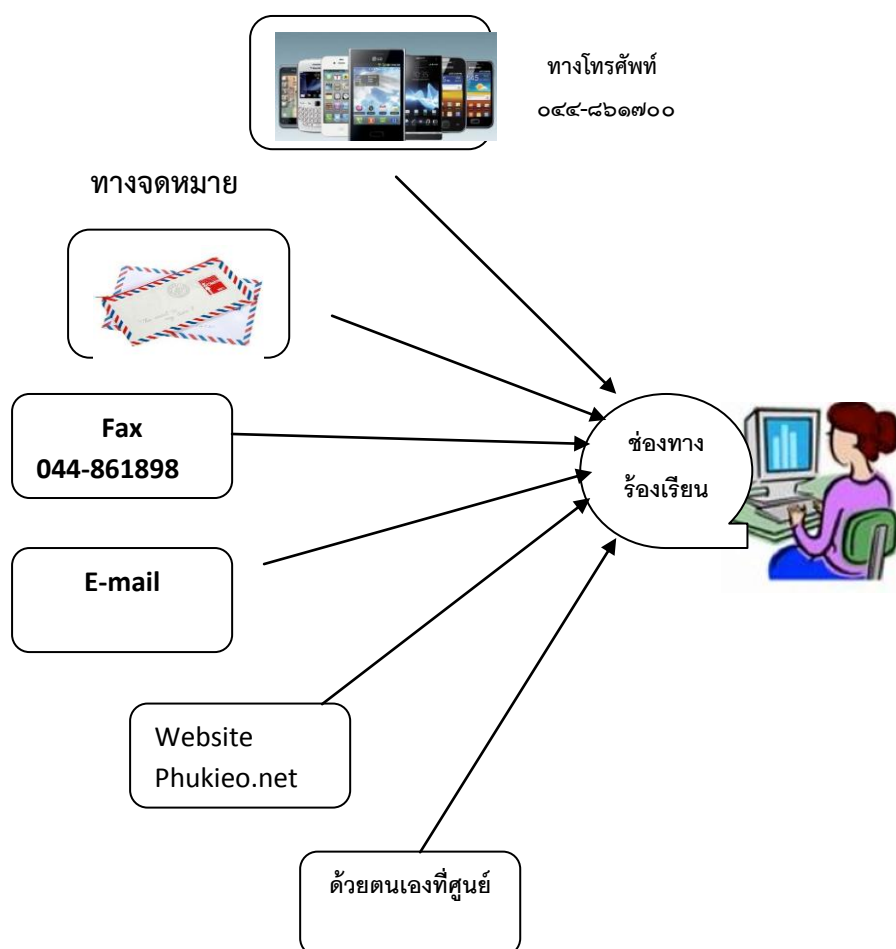 ทางโทรศัพท์
๐๔๔-๘๖๑๗๐๐
ทางจดหมาย
Fax
044-861898
ช่องทาง
ร้องเรียน
E-mail
Website
Phukieo.net
ด้วยตนเองที่ศูนย์